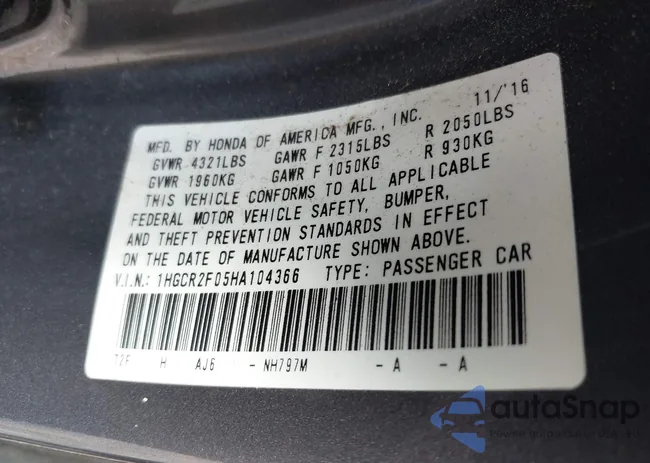 MFD. BY HONDA OF AMERICA MFG., INC. 11/'16
GVWR 4321LBS GAWR F 2315LBS R 2050LBS
GVWR 1960KG GAWR F 1050KG R 930KG
THIS VEHICLE CONFORMS TO ALL APPLICABLE
FEDERAL MOTOR VEHICLE SAFETY, BUMPER,
AND THEFT PREVENTION STANDARDS IN EFFECT
ON THE DATE OF MANUFACTURE SHOWN ABOVE.
V.I.N.: 1HGCR2F05HA104366 TYPE: PASSENGER CAR
T2F H AJ6 - NH797M - A - A
autoSnap